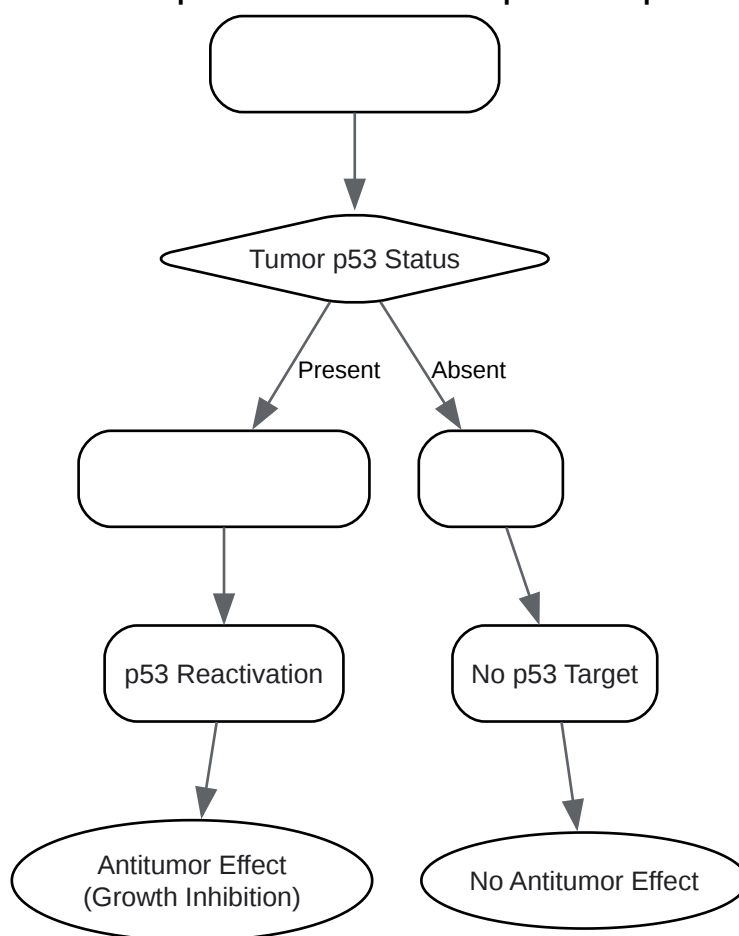 Tumor p53 Status
Present
Absent
p53 Reactivation
No p53 Target
Antitumor Effect
(Growth Inhibition)
No Antitumor Effect